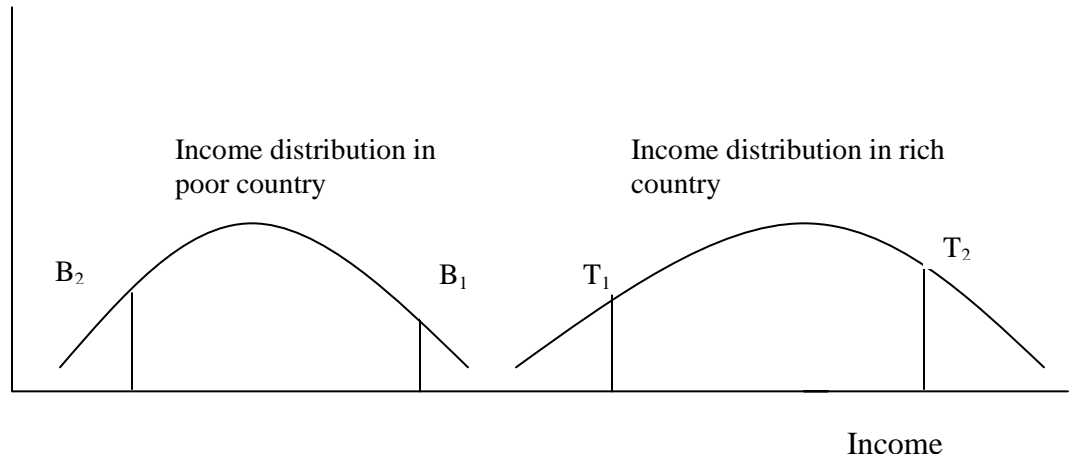 Income distribution in
poor country
Income distribution in rich
country
B₂
B₁
T₁
T₂
Income